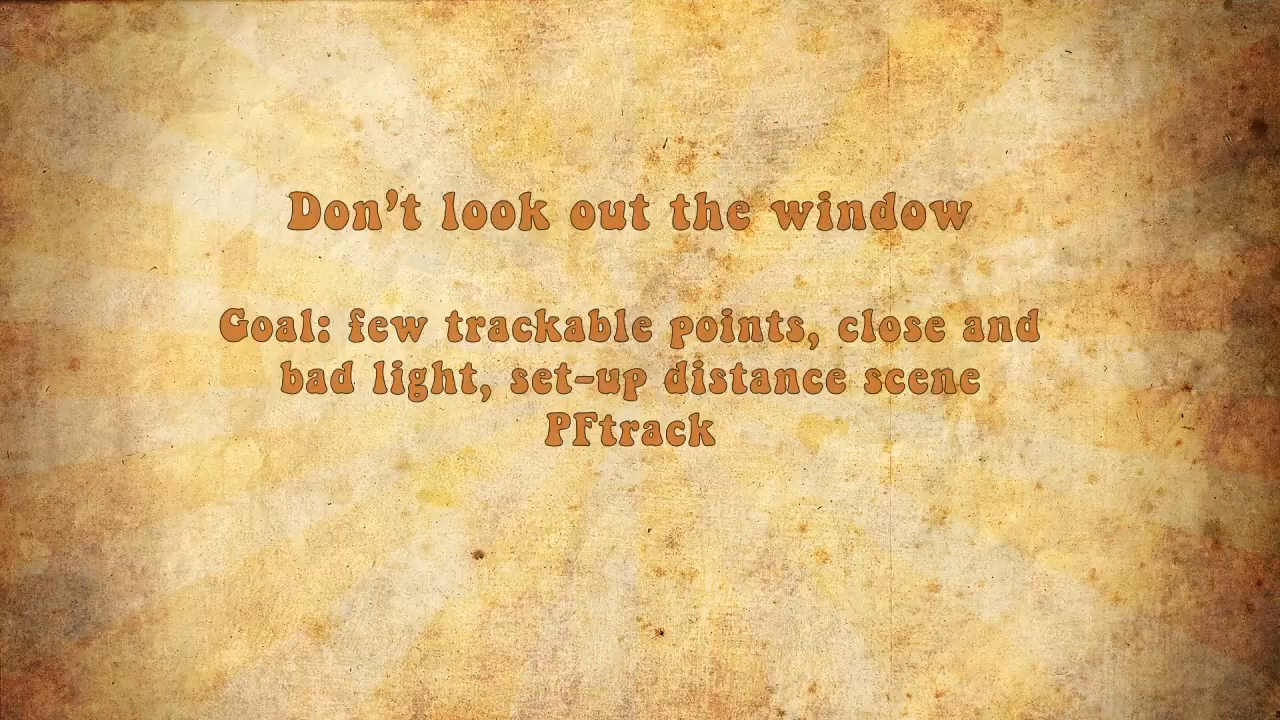 Don't look out the window
Goal: few trackable points, close and
bad light, set-up distance scene
PFtrack